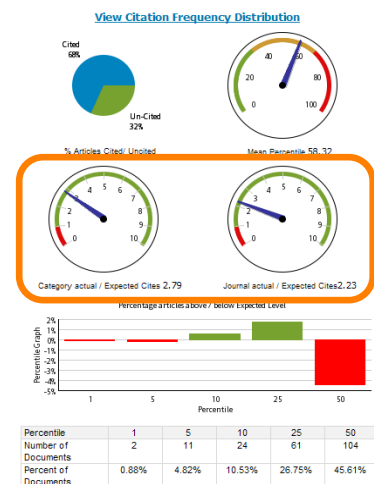 View Citation Frequency Distribution
Cited
68%
Un-Cited
32%
% Articles Cited/ Uncited
0
20
40
60
80
100
Mean Percentile 58.32
0
1
2
3
4
5
6
7
8
9
10
Category actual / Expected Cites 2.79
0
1
2
3
4
5
6
7
8
9
10
Journal actual / Expected Cites2.23
Percentage articles above / below Expected Level
Percentile Graph
2%
1%
0%
-1%
-2%
-3%
-4%
-5%
1 5 10 25 50
Percentile
Percentile 1 5 10 25 50
Number of Documents 2 11 24 61 104
Percent of Documents 0.88% 4.82% 10.53% 26.75% 45.61%